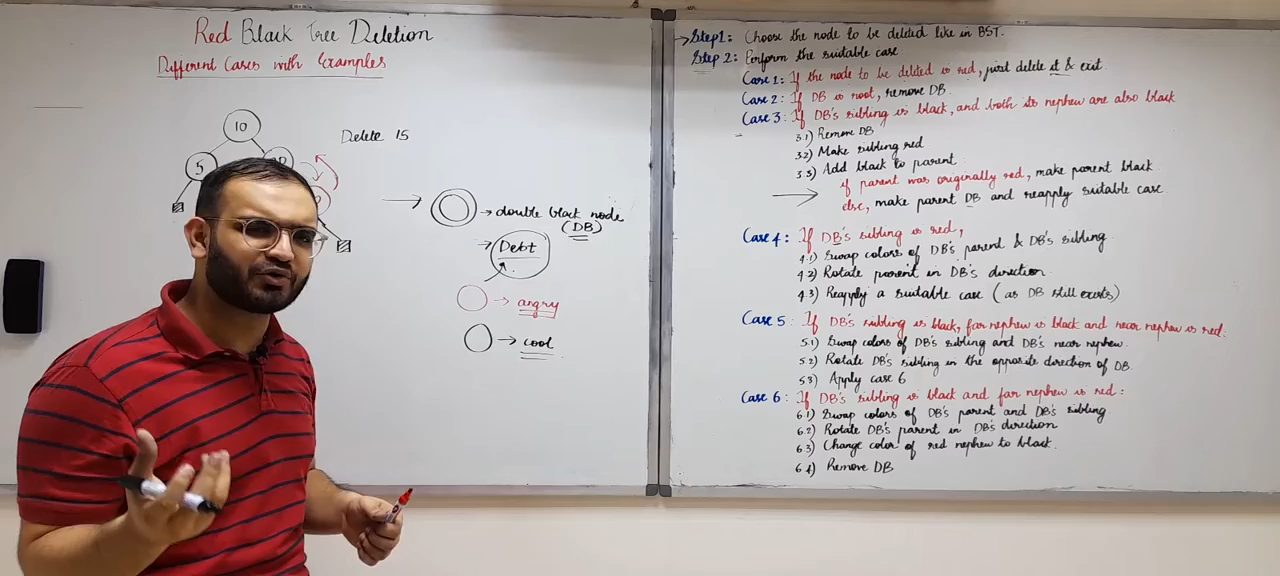 Red Black Tree Deletion
Different Cases with Examples
10
Delete 15
5
double black node
(DB)
Debt
angry
cool
Step1: Choose the node to be deleted like in BST.
Step 2: Perform the suitable case
Case 1: If the node to be deleted is red, just delete it & exit
Case 2: If DB is root, remove DB.
Case 3: If DB's sibling is black, and both its nephew are also black
3.1) Remove DB
3.2) Make sibling red
3.3) Add black to parent:
if parent was originally red, make parent black
else, make parent DB and reapply suitable case
Case 4: If DB's sibling is red,
4.1) Swap colors of DB's parent & DB's sibling
4.2) Rotate parent in DB's direction
4.3) Reapply a suitable case (as DB still exists)
Case 5: If DB's sibling is black, far nephew is black and near nephew is red.
5.1) Swap colors of DB's sibling and DB's near nephew.
5.2) Rotate DB's sibling in the opposite direction of DB.
5.3) Apply case 6
Case 6: If DB's sibling is black and far nephew is red:
6.1) Swap colors of DB's parent and DB's sibling
6.2) Rotate DB's parent in DB's direction
6.3) Change color of red nephew to black.
6.4) Remove DB